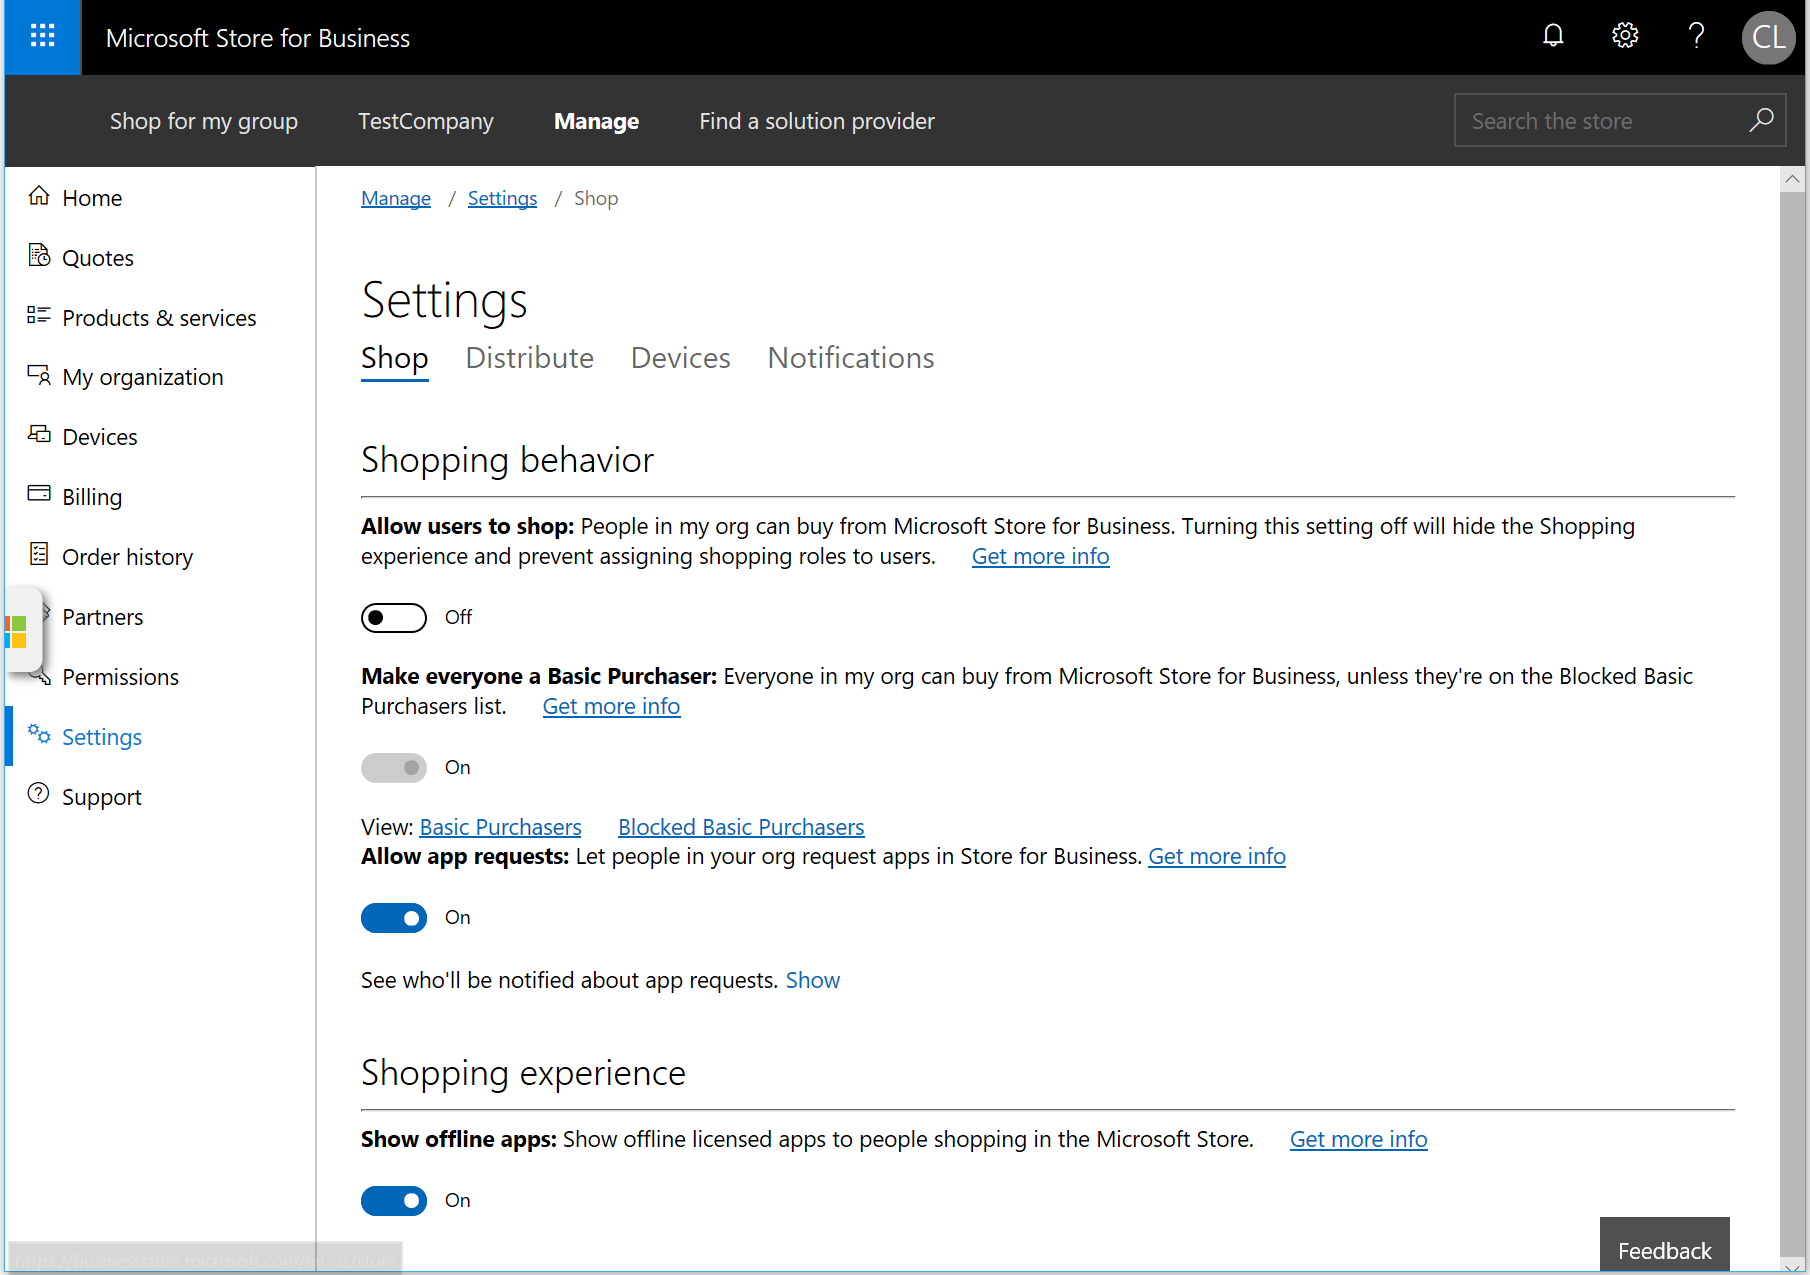 Microsoft Store for Business
CL
Shop for my group TestCompany Manage Find a solution provider Search the store
Home
Quotes
Products & services
My organization
Devices
Billing
Order history
Partners
Permissions
Settings
Support
Manage / Settings / Shop
Settings
Shop Distribute Devices Notifications
Shopping behavior
Allow users to shop: People in my org can buy from Microsoft Store for Business. Turning this setting off will hide the Shopping
experience and prevent assigning shopping roles to users. Get more info
Off
Make everyone a Basic Purchaser: Everyone in my org can buy from Microsoft Store for Business, unless they're on the Blocked Basic
Purchasers list. Get more info
On
View: Basic Purchasers Blocked Basic Purchasers
Allow app requests: Let people in your org request apps in Store for Business. Get more info
On
See who'll be notified about app requests. Show
Shopping experience
Show offline apps: Show offline licensed apps to people shopping in the Microsoft Store. Get more info
On
Feedback
https://businessstore.microsoft.com/en-us/store